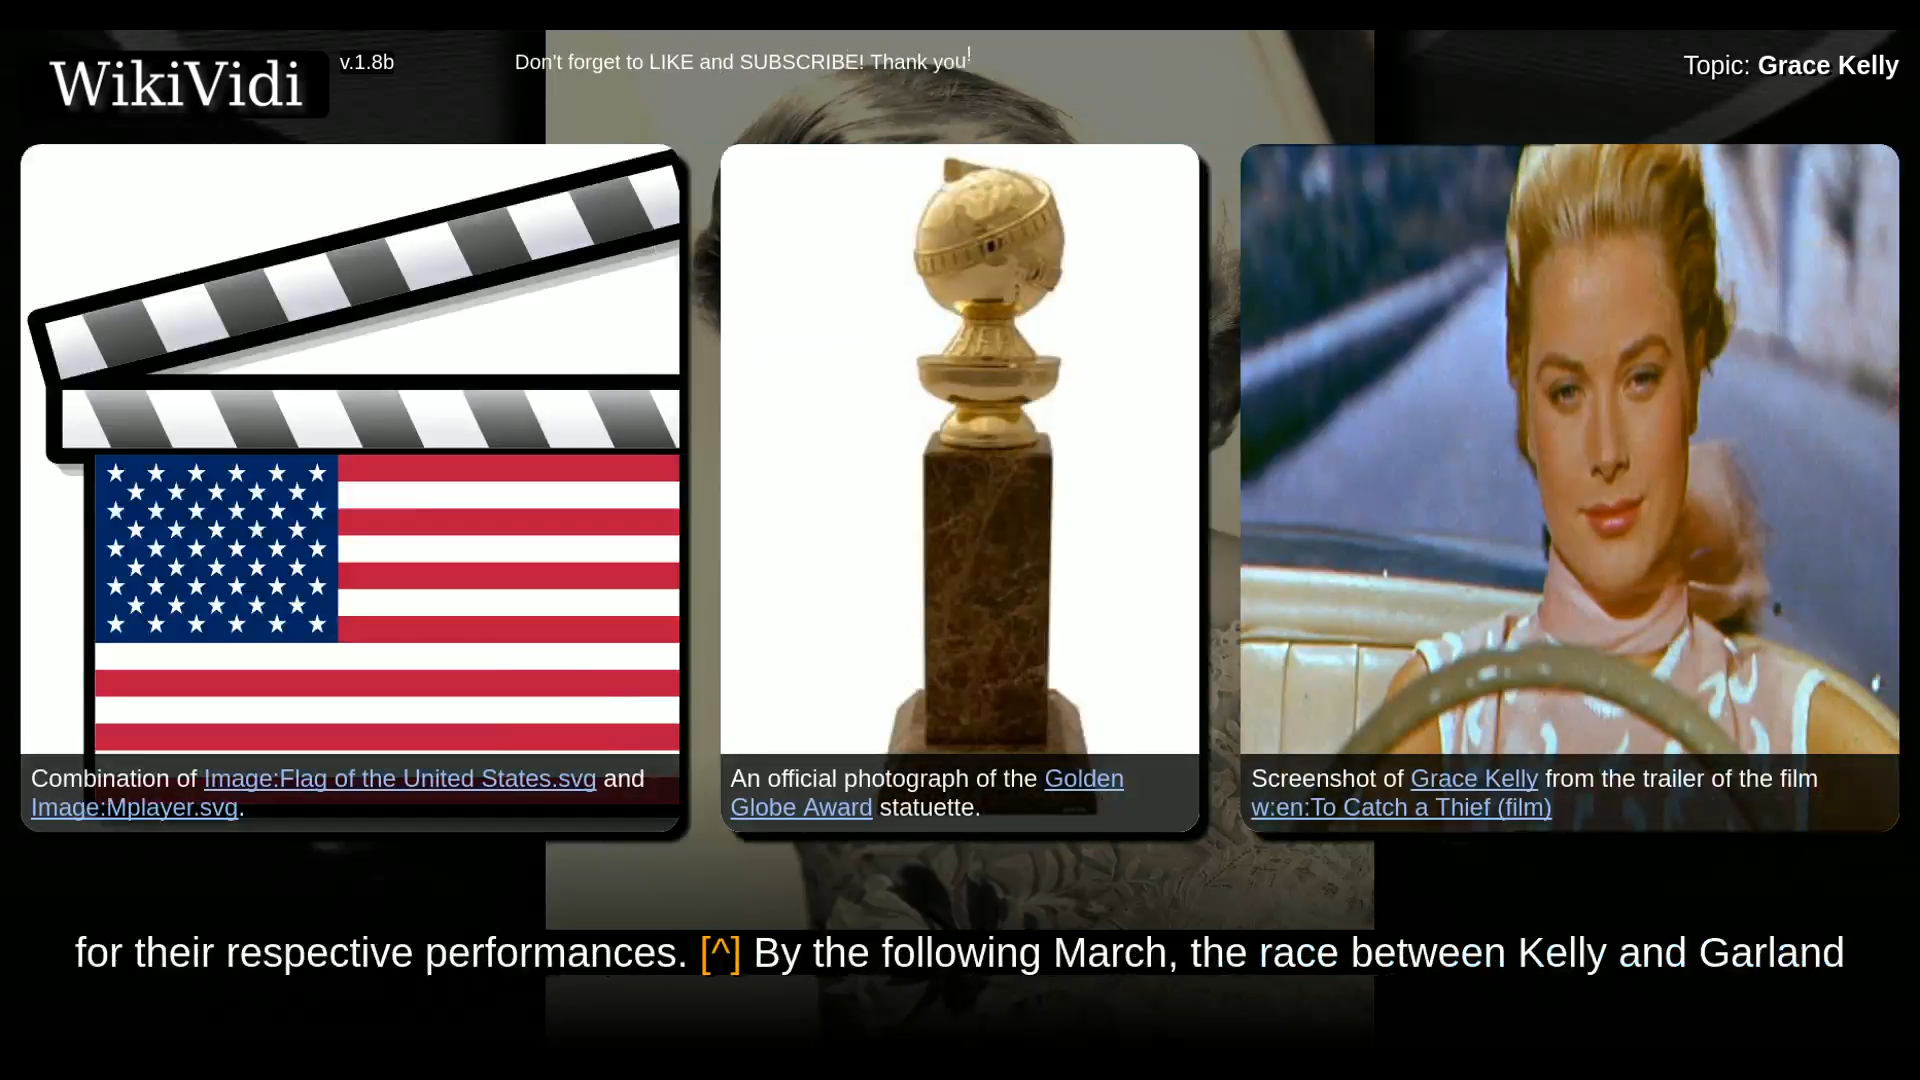 WikiVidi
v.1.8b
Don't forget to LIKE and SUBSCRIBE! Thank you!
Topic: Grace Kelly
Combination of Image:Flag of the United States.svg and
Image:Mplayer.svg.
An official photograph of the Golden
Globe Award statuette.
Screenshot of Grace Kelly from the trailer of the film
w:en:To Catch a Thief (film)
for their respective performances. [^] By the following March, the race between Kelly and Garland